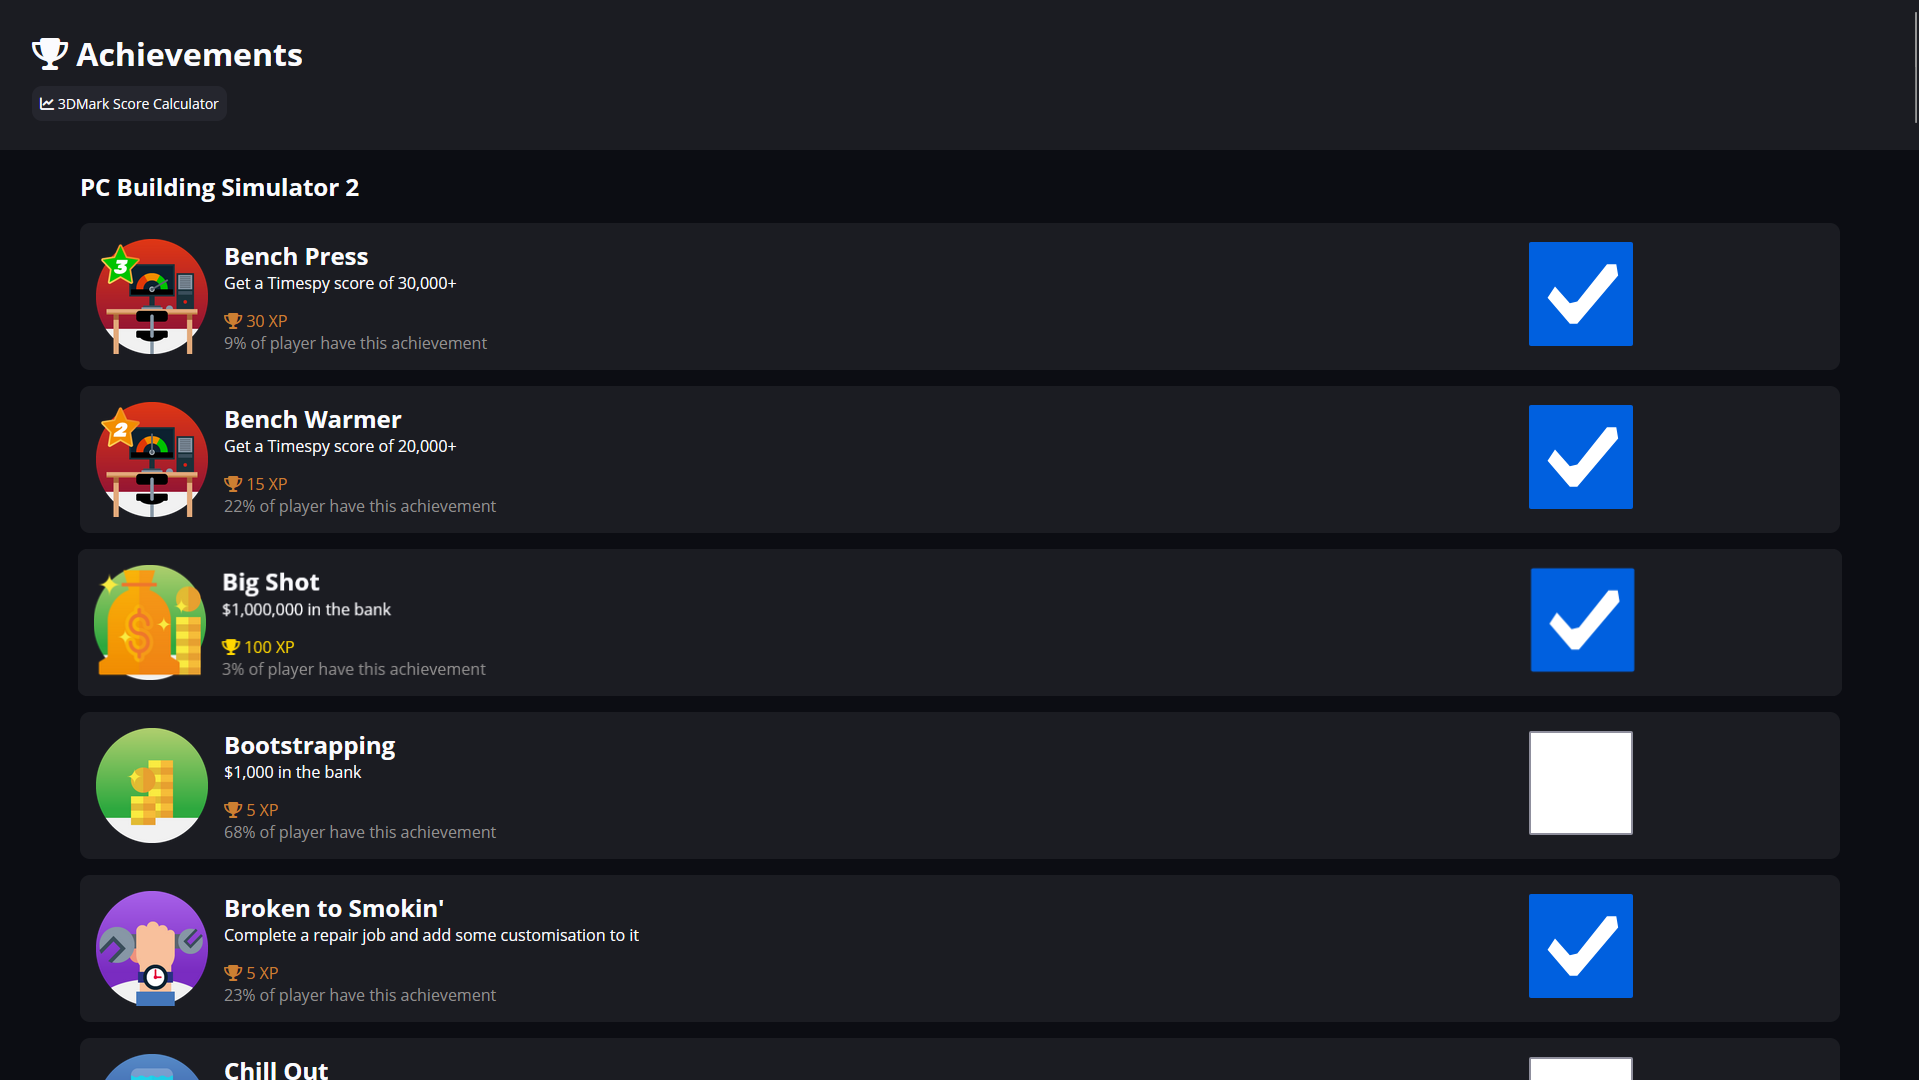 Achievements
3DMark Score Calculator
PC Building Simulator 2
3
Bench Press
Get a Timespy score of 30,000+
30 XP
9% of player have this achievement
2
Bench Warmer
Get a Timespy score of 20,000+
15 XP
22% of player have this achievement
$
Big Shot
$1,000,000 in the bank
100 XP
3% of player have this achievement
Bootstrapping
$1,000 in the bank
5 XP
68% of player have this achievement
Broken to Smokin'
Complete a repair job and add some customisation to it
5 XP
23% of player have this achievement
Chill Out